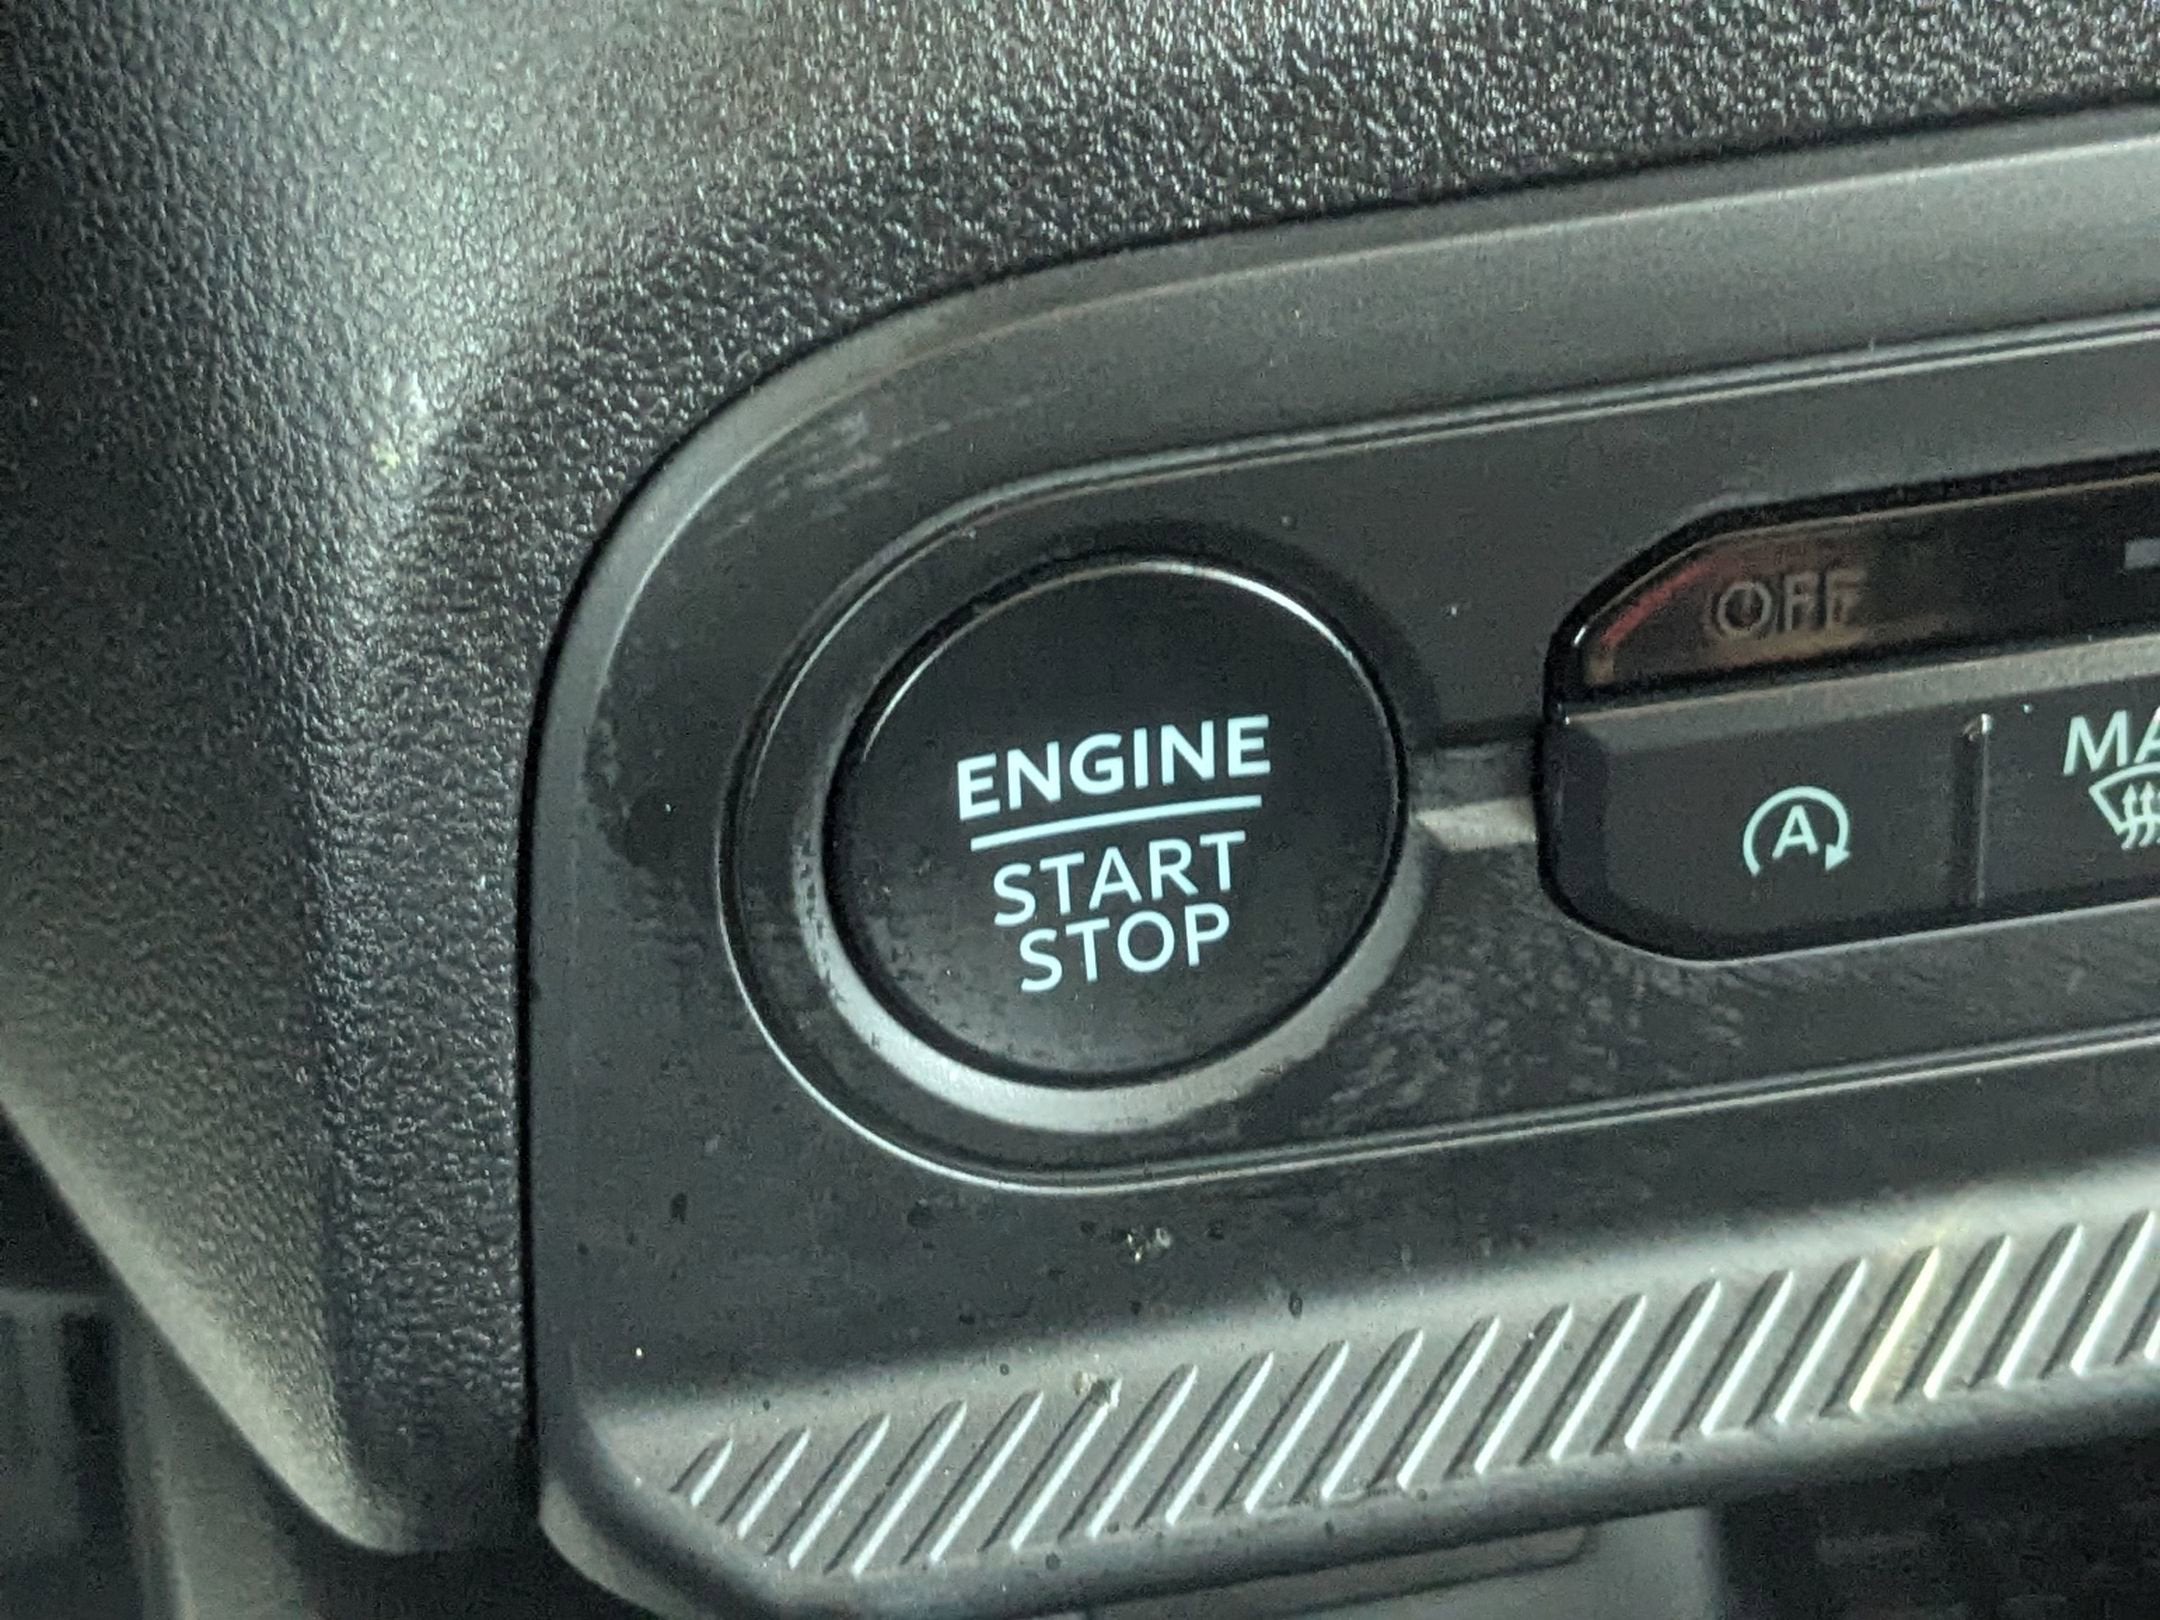 ENGINE
START
STOP
OFF
A
MA